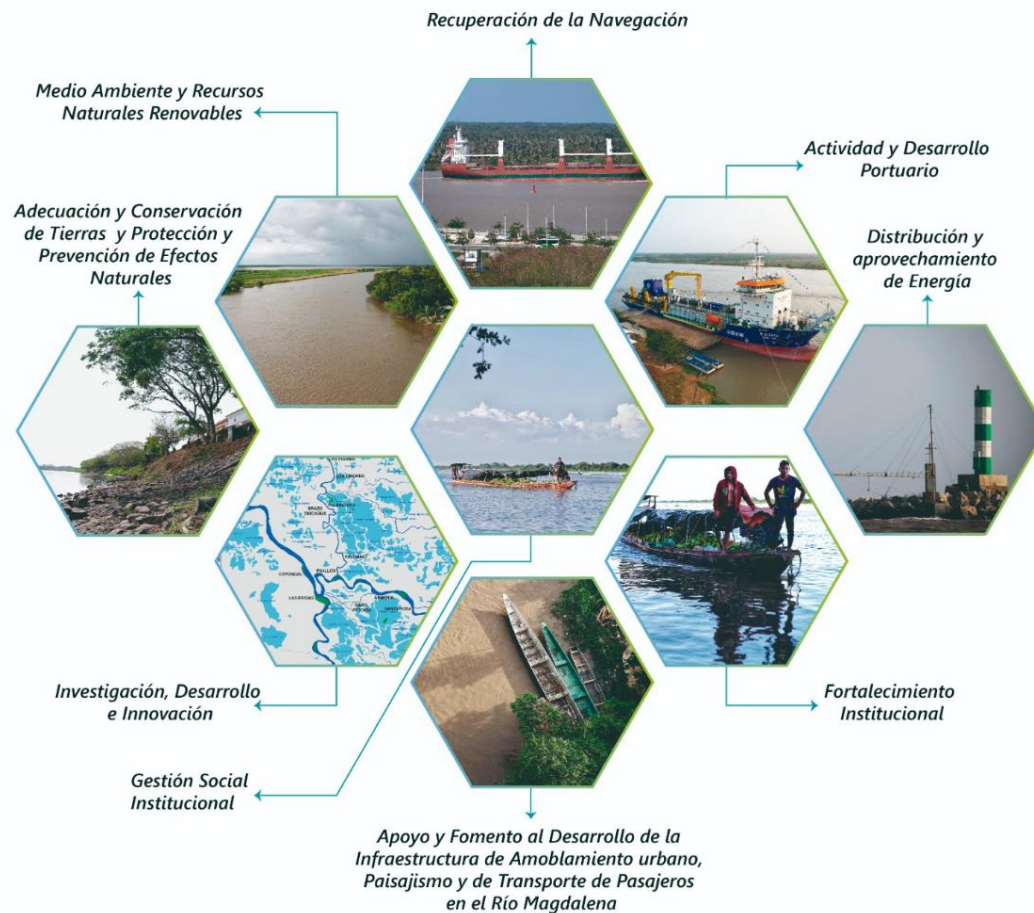 Recuperación de la Navegación
Medio Ambiente y Recursos
Naturales Renovables
Actividad y Desarrollo
Portuario
Adecuación y Conservación
de Tierras y Protección y
Prevención de Efectos
Naturales
Distribución y
aprovechamiento
de Energía
Investigación, Desarrollo
e Innovación
Fortalecimiento
Institucional
Gestión Social
Institucional
Apoyo y Fomento al Desarrollo de la
Infraestructura de Amoblamiento urbano,
Paisajismo y de Transporte de Pasajeros
en el Río Magdalena